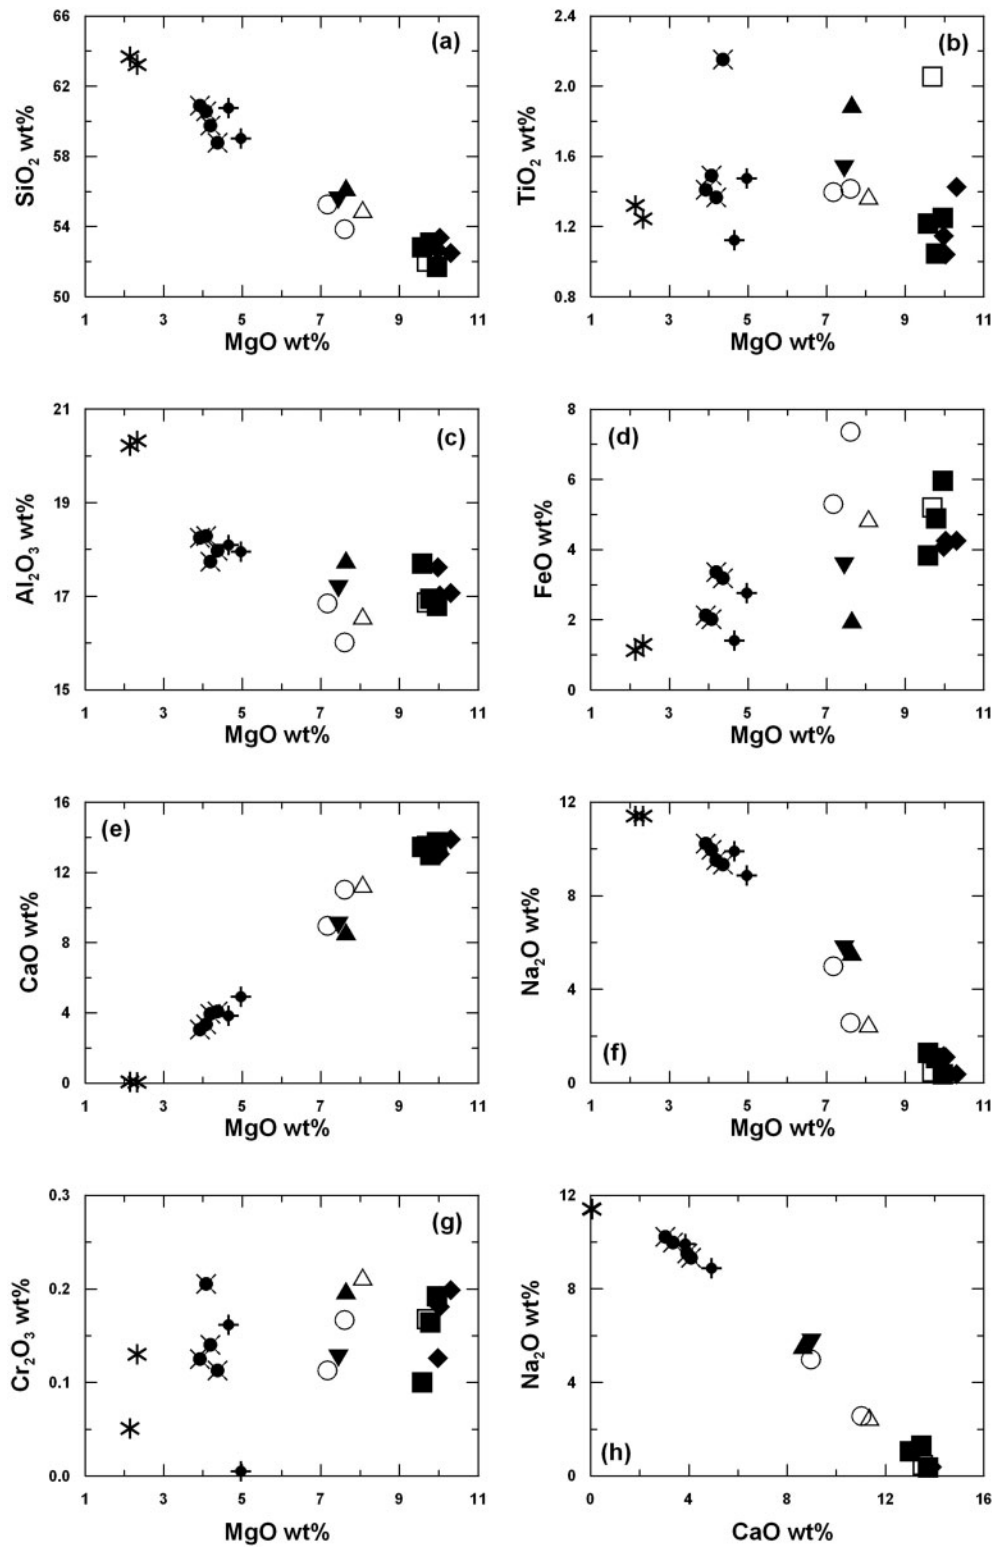 (a)
SiO2 wt%
66
62
58
54
50
1 3 5 7 9 11
MgO wt%
(b)
TiO2 wt%
2.4
2.0
1.6
1.2
0.8
1 3 5 7 9 11
MgO wt%
(c)
Al2O3 wt%
21
19
17
15
1 3 5 7 9 11
MgO wt%
(d)
FeO wt%
8
6
4
2
0
1 3 5 7 9 11
MgO wt%
(e)
CaO wt%
16
12
8
4
0
1 3 5 7 9 11
MgO wt%
(f)
Na2O wt%
12
8
4
0
1 3 5 7 9 11
MgO wt%
(g)
Cr2O3 wt%
0.3
0.2
0.1
0.0
1 3 5 7 9 11
MgO wt%
(h)
Na2O wt%
12
8
4
0
0 4 8 12 16
CaO wt%